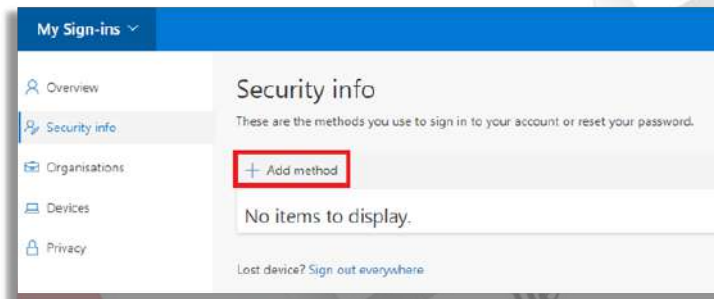 My Sign-ins
Overview
Security info
Organisations
Devices
Privacy
Security info
These are the methods you use to sign in to your account or reset your password.
+ Add method
No items to display.
Lost device? Sign out everywhere